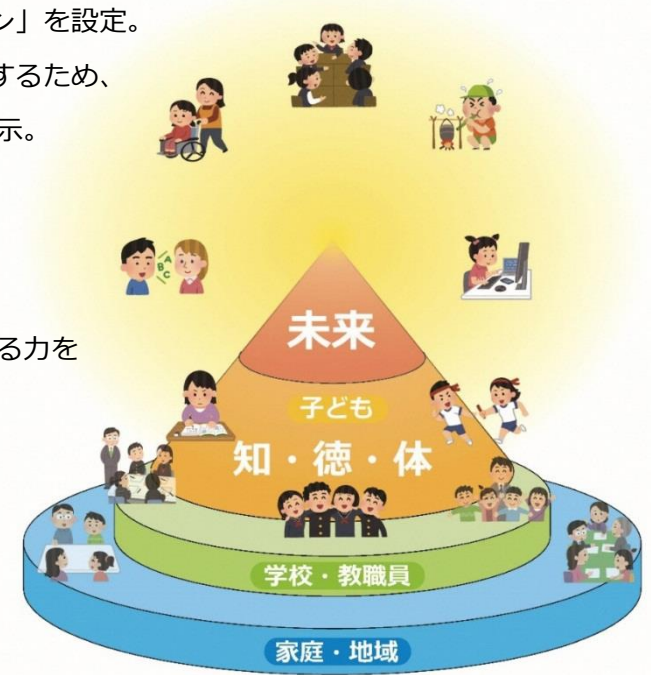 ン」を設定。
するため、
示。
る力を
A
B
C
未来
子ども
知・徳・体
学校・教職員
家庭・地域